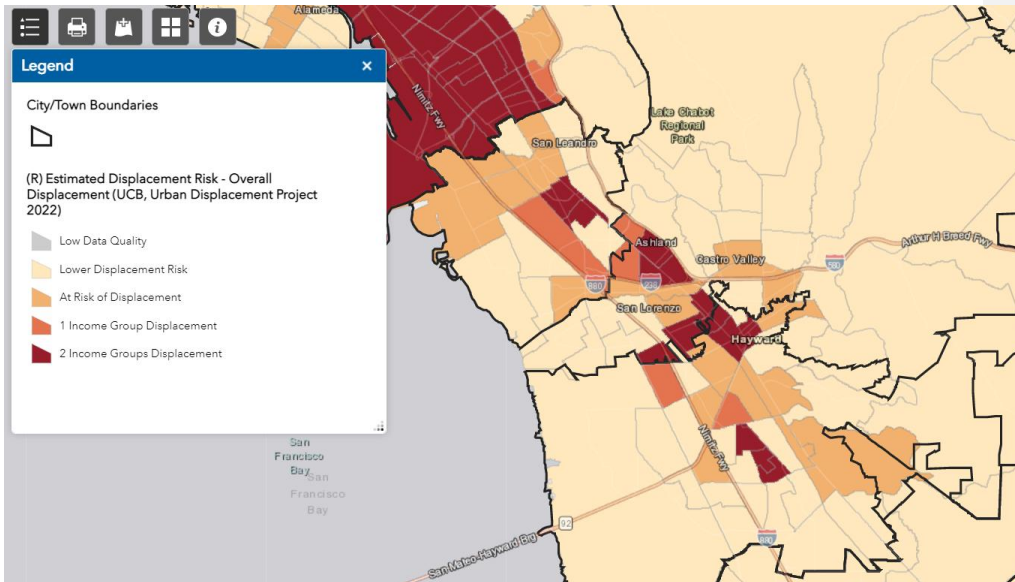 Alameda
Legend
×
City/Town Boundaries
(R) Estimated Displacement Risk - Overall
Displacement (UCB, Urban Displacement Project
2022)
Low Data Quality
Lower Displacement Risk
At Risk of Displacement
1 Income Group Displacement
2 Income Groups Displacement
Nimitz Fwy
Lake Chabot
Regional
Park
San Leandro
Ashland
Castro Valley
Arthur H Breed Fwy
580
880
238
San Lorenzo
Hayward
Nimitz Fwy
San
Francisco
Bay
San
Francisco
Bay
92
880
San Mateo-Hayward Brg